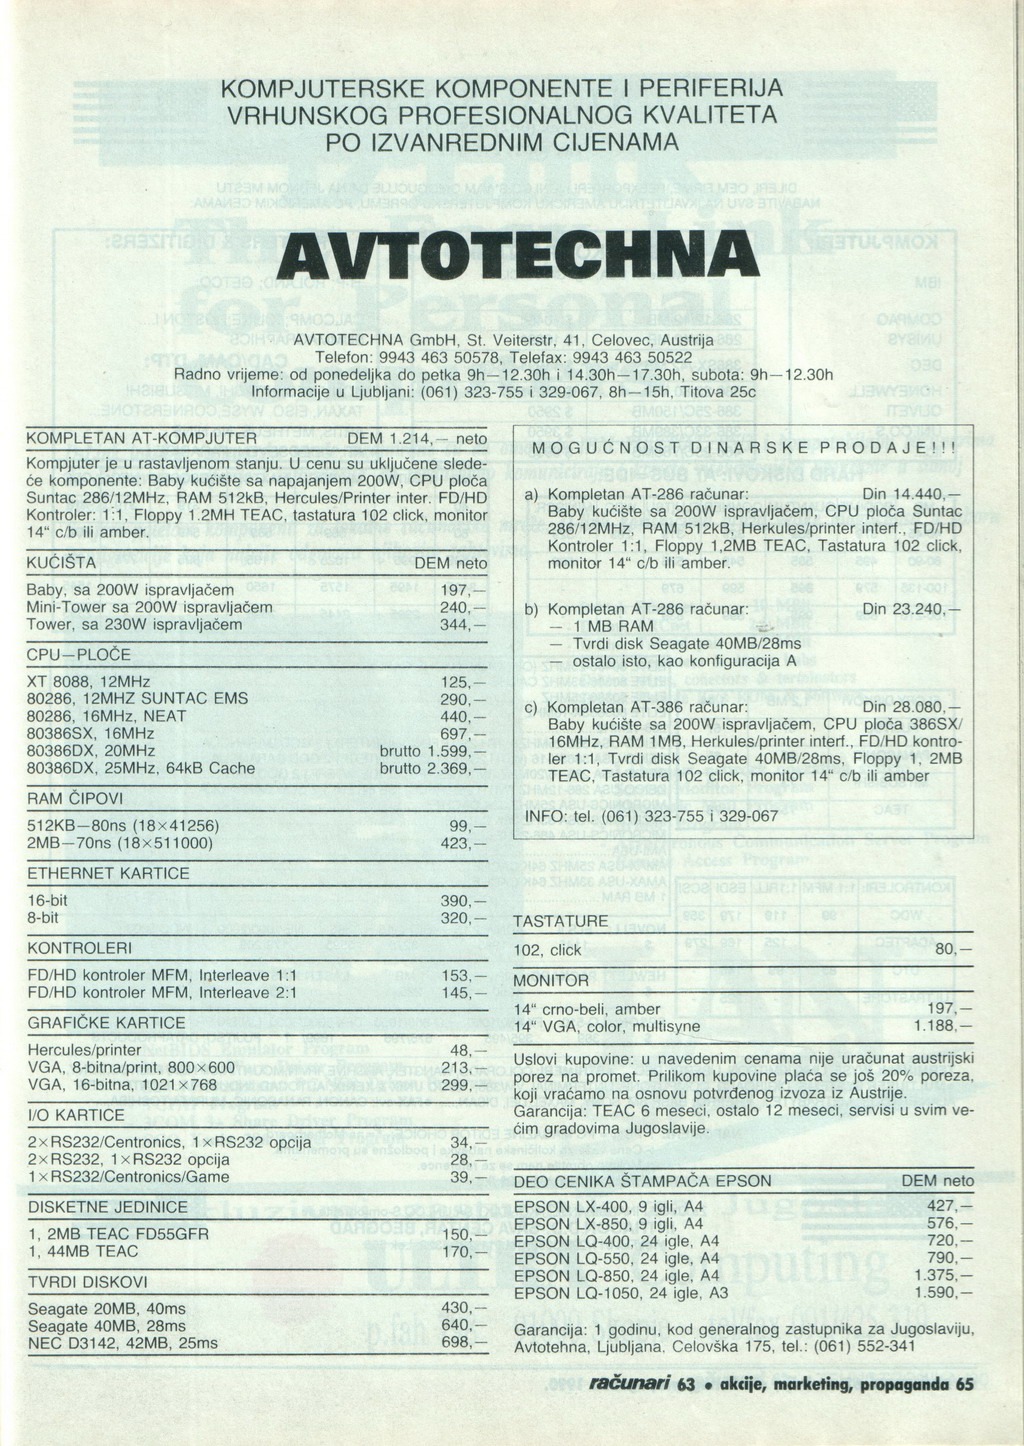 KOMPJUTERSKE KOMPONENTE I PERIFERIJA
VRHUNSKOG PROFESIONALNOG KVALITETA
PO IZVANREDNIM CIJENAMA
AVTOTECHNA
AVTOTECHNA GmbH, St. Veiterstr, 41, Celovec, Austrija
Telefon: 9943 463 50578, Telefax: 9943 463 50522
Radno vrijeme: od ponedeljka do petka 9h—12.30h i 14.30h—17.30h, subota: 9h—12.30h
Informacije u Ljubljani: (061) 323-755 i 329-067, 8h—15h, Titova 25c
KOMPLETAN AT-KOMPJUTER DEM 1.214,— neto
Kompjuter je u rastavljenom stanju. U cenu su uključene slede-
će komponente: Baby kućište sa napajanjem 200W, CPU ploča
Suntac 286/12MHz, RAM 512kB, Hercules/Printer inter. FD/HD
Kontroler: 1:1, Floppy 1.2MH TEAC, tastatura 102 click, monitor
14“ c/b ili amber.
KUĆIŠTA DEM neto
Baby, sa 200W ispravljačem 197,—
Mini-Tower sa 200W ispravljačem 240,—
Tower, sa 230W ispravljačem 344,—
CPU—PLOČE
XT 8088, 12MHz 125,—
80286, 12MHZ SUNTAC EMS 290,—
80286, 16MHz, NEAT 440,—
80386SX, 16MHz 697,—
80386DX, 20MHz brutto 1.599,—
80386DX, 25MHz, 64kB Cache brutto 2.369,—
RAM ČIPOVI
512KB—80ns (18×41256) 99,—
2MB—70ns (18×511000) 423,—
ETHERNET KARTICE
16-bit 390,—
8-bit 320,—
KONTROLERI
FD/HD kontroler MFM, Interleave 1:1 153,—
FD/HD kontroler MFM, Interleave 2:1 145,—
GRAFIČKE KARTICE
Hercules/printer 48,—
VGA, 8-bitna/print, 800×600 213,—
VGA, 16-bitna, 1021×768 299,—
I/O KARTICE
2×RS232/Centronics, 1×RS232 opcija 34,—
2×RS232, 1×RS232 opcija 28,—
1×RS232/Centronics/Game 39,—
DISKETNE JEDINICE
1, 2MB TEAC FD55GFR 150,—
1, 44MB TEAC 170,—
TVRDI DISKOVI
Seagate 20MB, 40ms 430,—
Seagate 40MB, 28ms 640,—
NEC D3142, 42MB, 25ms 698,—
MOGUĆNOST DINARSKE PRODAJE!!!
a) Kompletan AT-286 računar: Din 14.440,—
Baby kućište sa 200W ispravljačem, CPU ploča Suntac
286/12MHz, RAM 512kB, Herkules/printer interf., FD/HD
Kontroler 1:1, Floppy 1,2MB TEAC, Tastatura 102 click,
monitor 14“ c/b ili amber.
b) Kompletan AT-286 računar: Din 23.240,—
— 1 MB RAM
— Tvrdi disk Seagate 40MB/28ms
— ostalo isto, kao konfiguracija A
c) Kompletan AT-386 računar: Din 28.080,—
Baby kućište sa 200W ispravljačem, CPU ploča 386SX/
16MHz, RAM 1MB, Herkules/printer interf., FD/HD kontro-
ler 1:1, Tvrdi disk Seagate 40MB/28ms, Floppy 1, 2MB
TEAC, Tastatura 102 click, monitor 14“ c/b ili amber
INFO: tel. (061) 323-755 i 329-067
TASTATURE
102, click 80,—
MONITOR
14“ crno-beli, amber 197,—
14“ VGA, color, multisync 1.188,—
Uslovi kupovine: u navedenim cenama nije uračunat austrijski
porez na promet. Prilikom kupovine plaća se još 20% poreza,
koji vraćamo na osnovu potvrđenog izvoza iz Austrije.
Garancija: TEAC 6 meseci, ostalo 12 meseci, servisi u svim ve-
ćim gradovima Jugoslavije.
DEO CENIKA ŠTAMPAČA EPSON DEM neto
EPSON LX-400, 9 igli, A4 427,—
EPSON LX-850, 9 igli, A4 576,—
EPSON LQ-400, 24 igle, A4 720,—
EPSON LQ-550, 24 igle, A4 790,—
EPSON LQ-850, 24 igle, A4 1.375,—
EPSON LQ-1050, 24 igle, A3 1.590,—
Garancija: 1 godinu, kod generalnog zastupnika za Jugoslaviju,
Avtotehna, Ljubljana. Celovška 175, tel.: (061) 552-341
računari 63 • akcije, marketing, propaganda 65